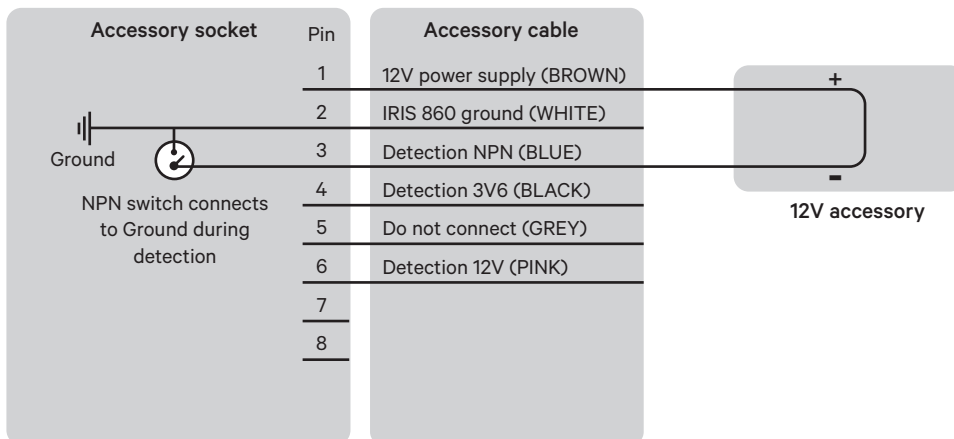 Accessory socket
Pin
Accessory cable
1
12V power supply (BROWN)
+
2
IRIS 860 ground (WHITE)
Ground
3
Detection NPN (BLUE)
-
NPN switch connects
to Ground during
detection
4
Detection 3V6 (BLACK)
12V accessory
5
Do not connect (GREY)
6
Detection 12V (PINK)
7
8